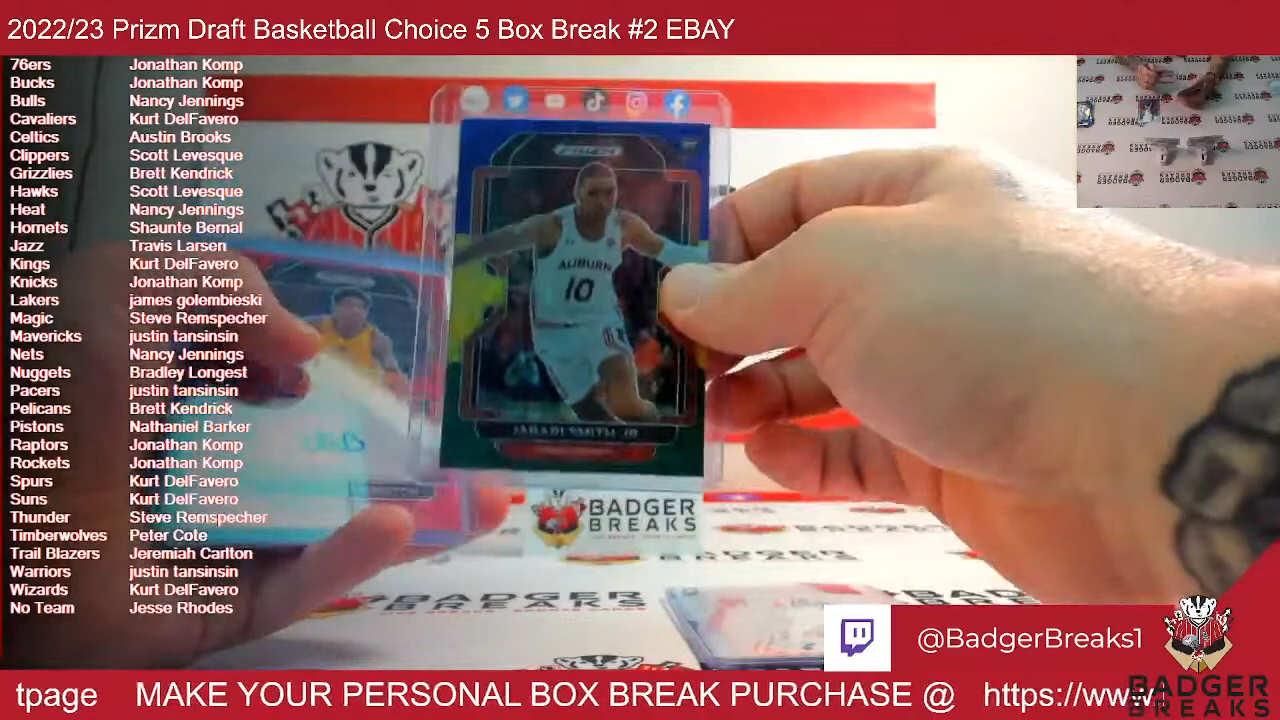 2022/23 Prizm Draft Basketball Choice 5 Box Break #2 EBAY
76ers Jonathan Komp
Bucks Jonathan Komp
Bulls Nancy Jennings
Cavaliers Kurt DelFavero
Celtics Austin Brooks
Clippers Scott Levesque
Grizzlies Brett Kendrick
Hawks Scott Levesque
Heat Nancy Jennings
Hornets Shaunte Bernal
Jazz Travis Larsen
Kings Kurt DelFavero
Knicks Jonathan Komp
Lakers james golembieski
Magic Steve Remspecher
Mavericks justin tansinsin
Nets Nancy Jennings
Nuggets Bradley Longest
Pacers justin tansinsin
Pelicans Brett Kendrick
Pistons Nathaniel Barker
Raptors Jonathan Komp
Rockets Jonathan Komp
Spurs Kurt DelFavero
Suns Kurt DelFavero
Thunder Steve Remspecher
Timberwolves Peter Cote
Trail Blazers Jeremiah Carlton
Warriors justin tansinsin
Wizards Kurt DelFavero
No Team Jesse Rhodes
PRIZM
AUBURN
10
JABARI SMITH JR.
BADGER
BREAKS
@BadgerBreaks1
BADGER
BREAKS
tpage MAKE YOUR PERSONAL BOX BREAK PURCHASE @ https://www.